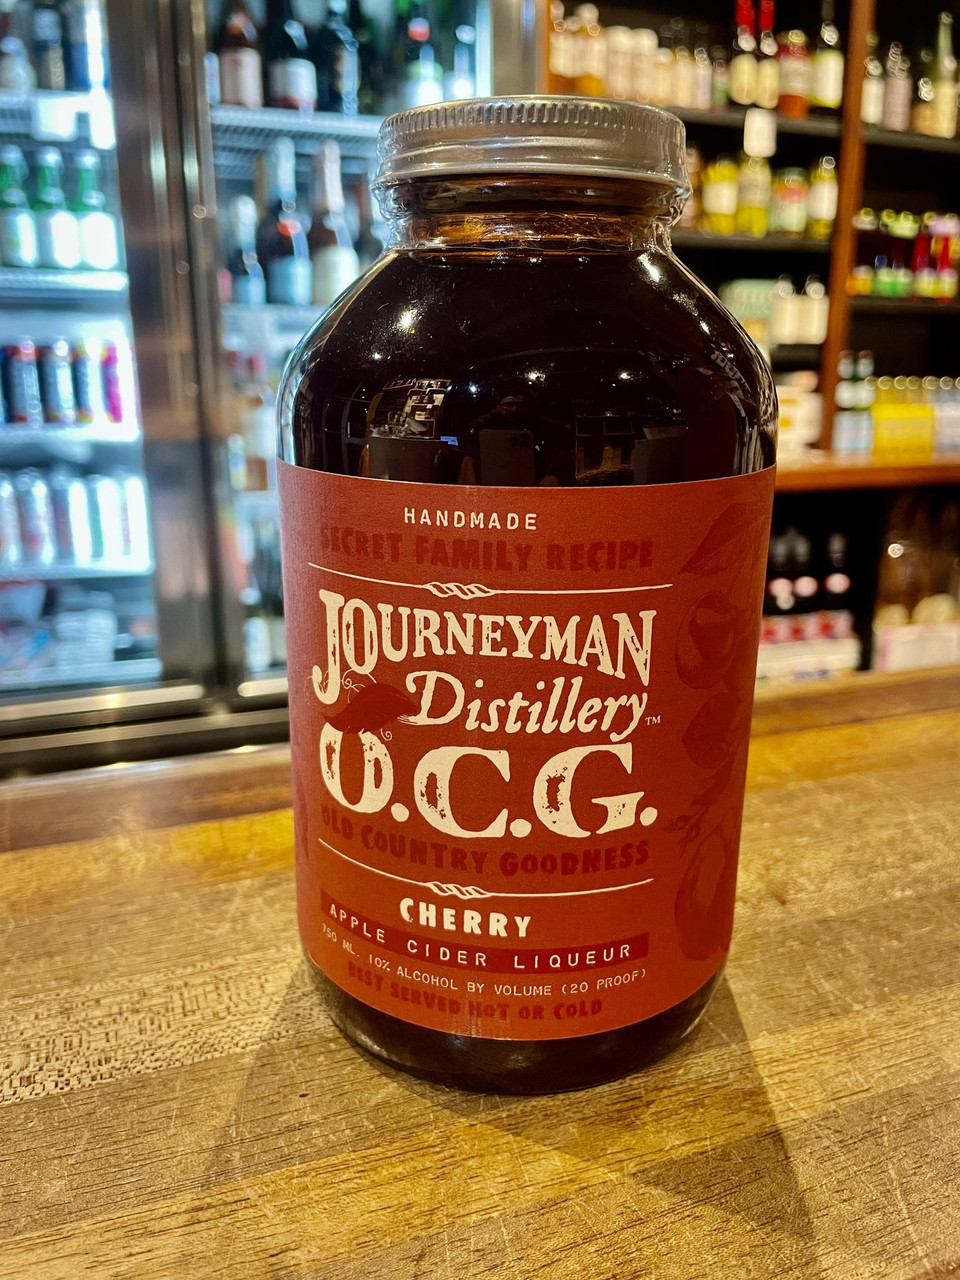 HANDMADE
SECRET FAMILY RECIPE
JOURNEYMAN
Distillery™
O.C.G.
OLD COUNTRY GOODNESS
CHERRY
APPLE CIDER LIQUEUR
750 ML. 10% ALCOHOL BY VOLUME (20 PROOF)
BEST SERVED HOT OR COLD